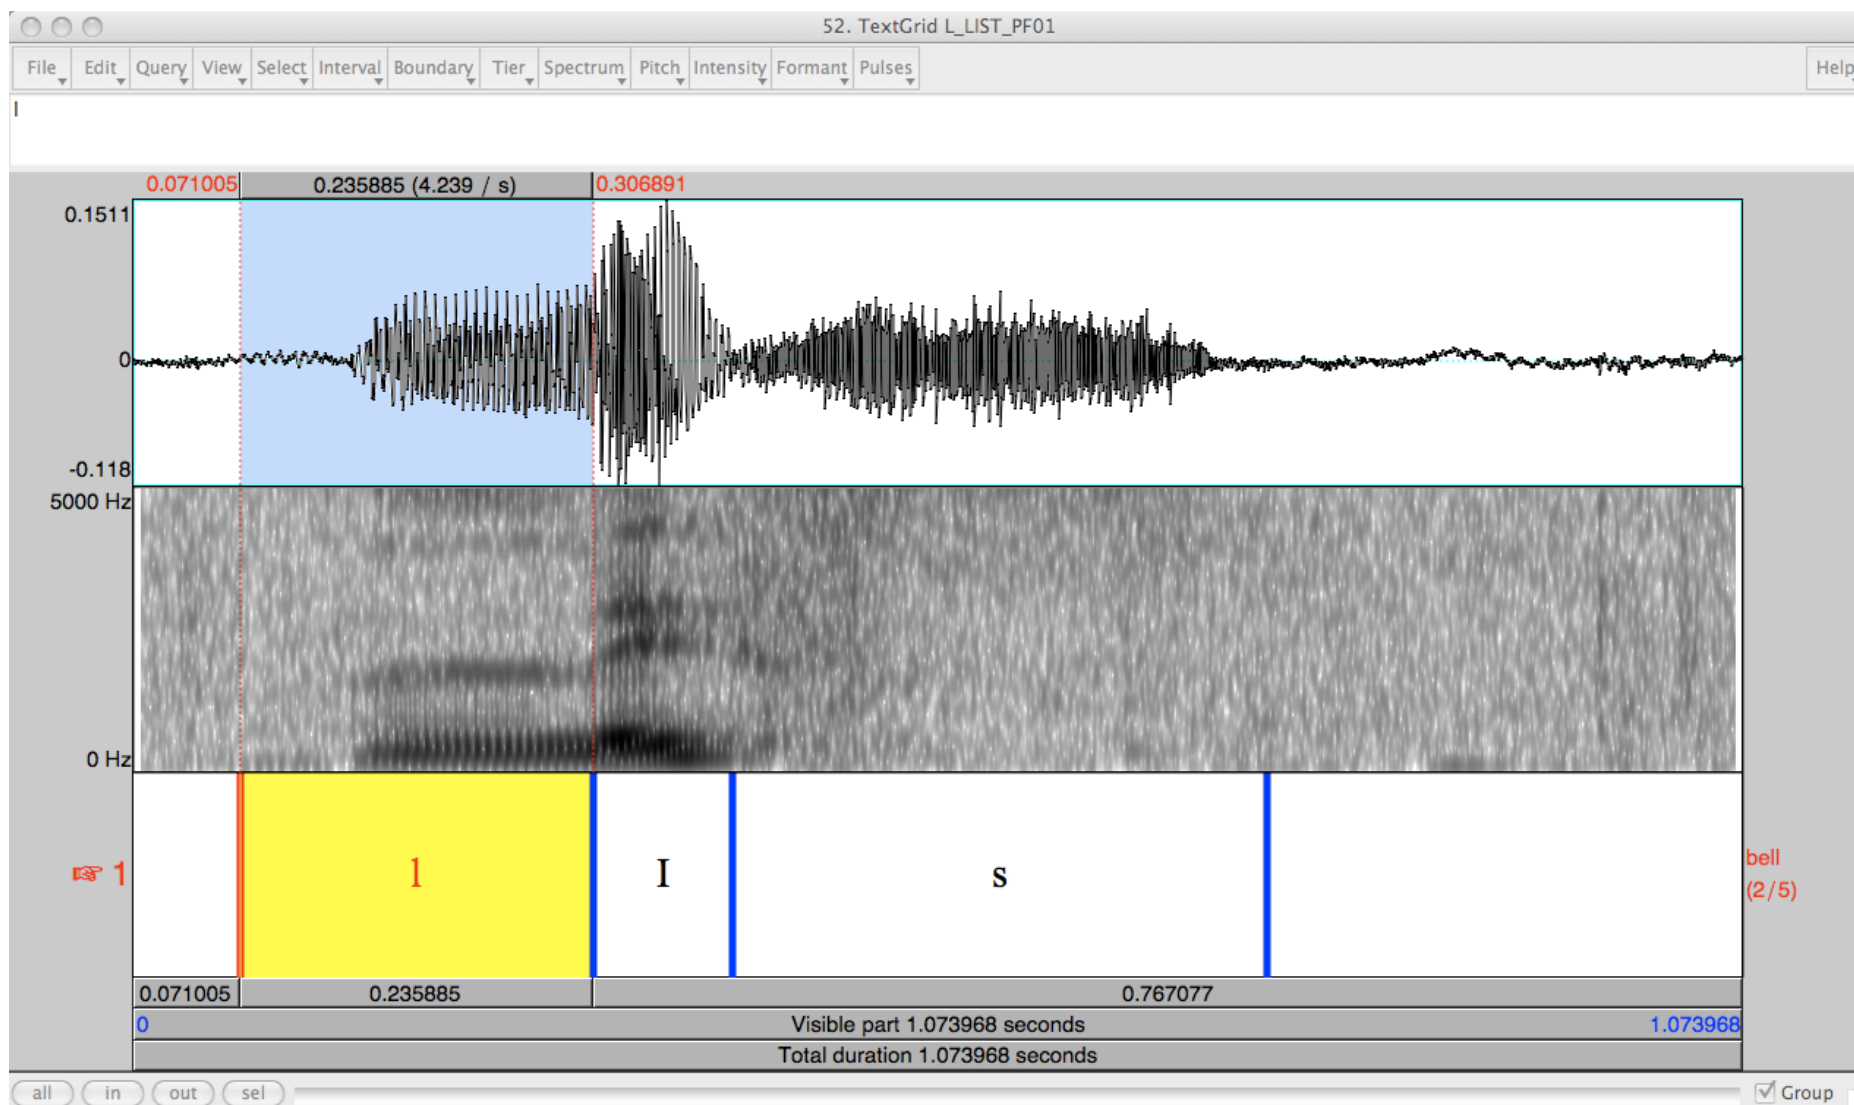 52. TextGrid L_LIST_PF01
File Edit Query View Select Interval Boundary Tier Spectrum Pitch Intensity Formant Pulses Help
l
0.071005 0.235885 (4.239 / s) 0.306891
0.1511
0
-0.118
5000 Hz
0 Hz
1 l I s bell
(2/5)
0.071005 0.235885 0.767077
0 Visible part 1.073968 seconds 1.073968
Total duration 1.073968 seconds
all in out sel Group